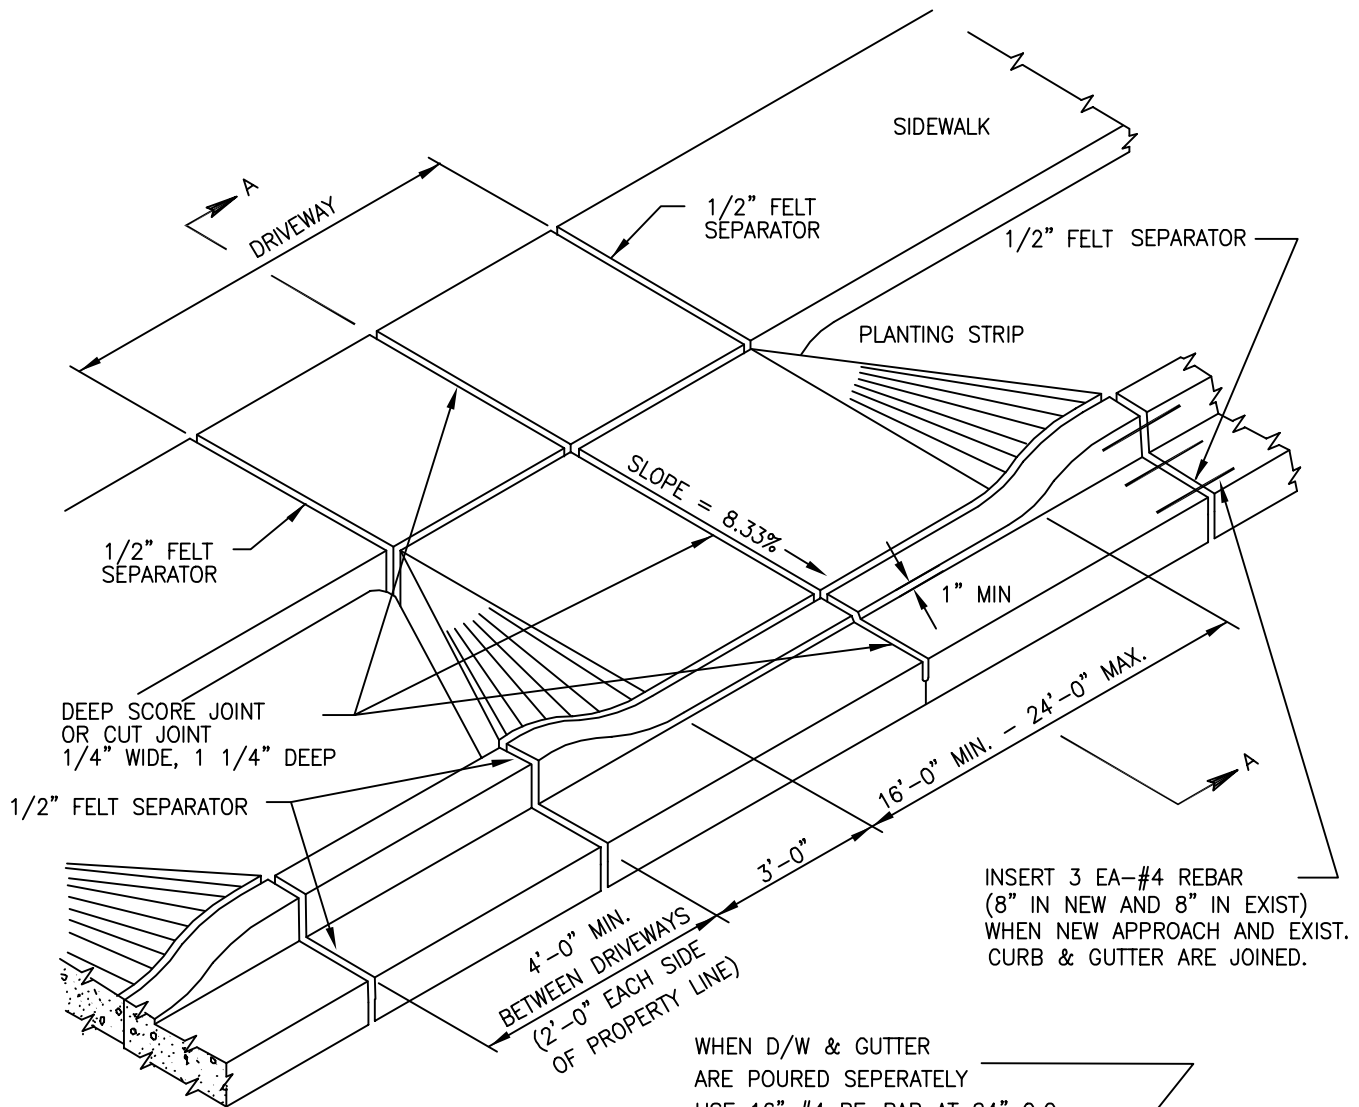 SIDEWALK
A
DRIVEWAY
1/2" FELT
SEPARATOR
1/2" FELT SEPARATOR
PLANTING STRIP
SLOPE = 8.33%
1/2" FELT
SEPARATOR
1" MIN
DEEP SCORE JOINT
OR CUT JOINT
1/4" WIDE, 1 1/4" DEEP
16'-0" MIN. - 24'-0" MAX.
A
1/2" FELT SEPARATOR
3'-0"
INSERT 3 EA-#4 REBAR
(8" IN NEW AND 8" IN EXIST)
WHEN NEW APPROACH AND EXIST.
CURB & GUTTER ARE JOINED.
4'-0" MIN.
BETWEEN DRIVEWAYS
(2'-0" EACH SIDE
OF PROPERTY LINE)
WHEN D/W & GUTTER
ARE POURED SEPERATELY